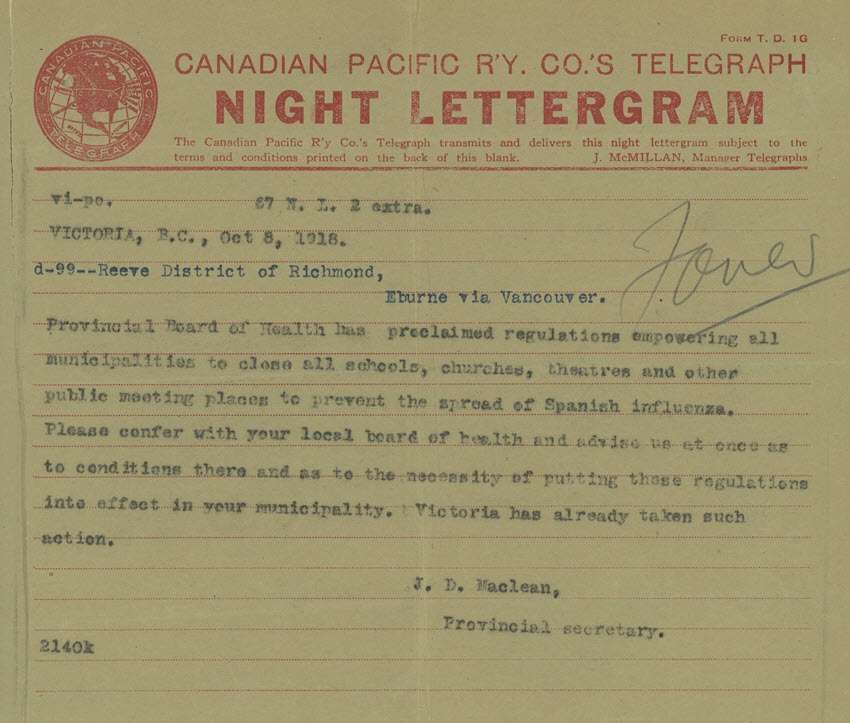 FORM T. D. 1G
CANADIAN PACIFIC
TELEGRAPH
CANADIAN PACIFIC R'Y. CO.'S TELEGRAPH
NIGHT LETTERGRAM
The Canadian Pacific R'y Co.'s Telegraph transmits and delivers this night lettergram subject to the
terms and conditions printed on the back of this blank. J. McMILLAN, Manager Telegraphs
vi-po. 67 N. L. 2 extra.
VICTORIA, B.C., Oct 8, 1918.
d-99--Reeve District of Richmond,
Eburne via Vancouver.
Provincial Board of Health has proclaimed regulations empowering all
municipalities to close all schools, churches, theatres and other
public meeting places to prevent the spread of Spanish influenza.
Please confer with your local board of health and advise us at once as
to conditions there and as to the necessity of putting these regulations
into effect in your municipality. Victoria has already taken such
action.
J. D. Maclean,
Provincial secretary.
2140k